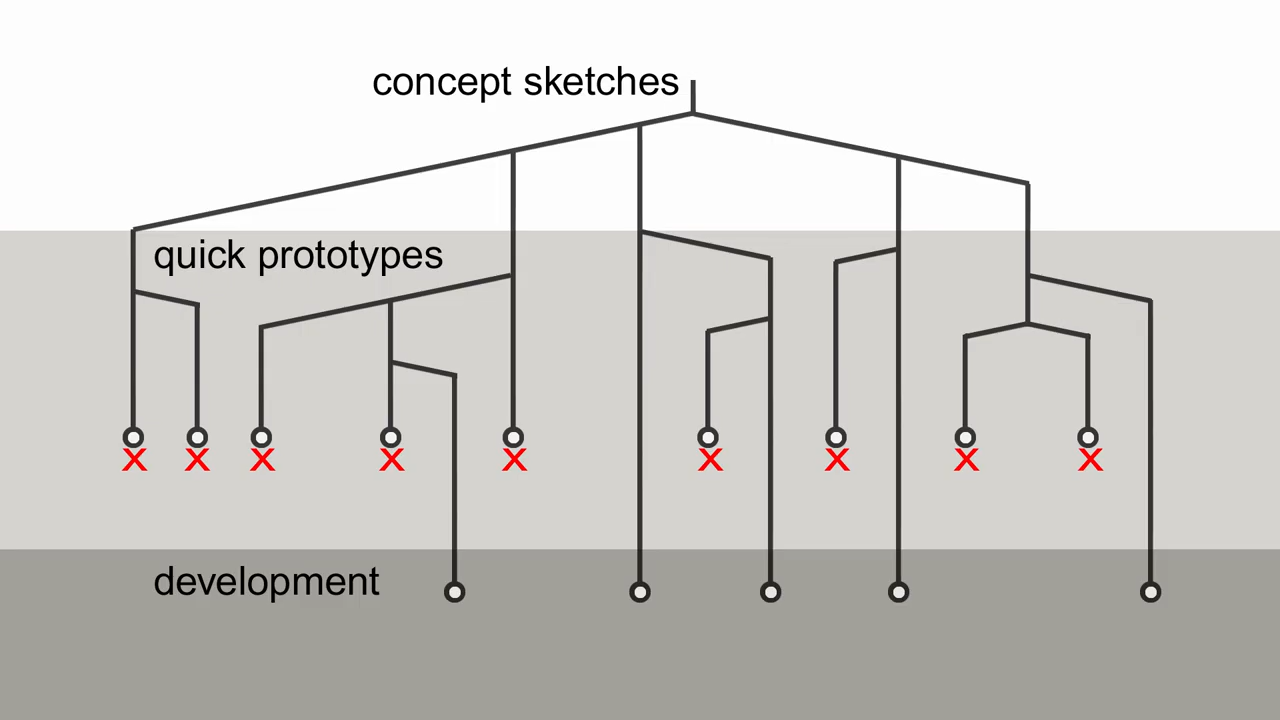 concept sketches
quick prototypes
x x x x x x x x x
development